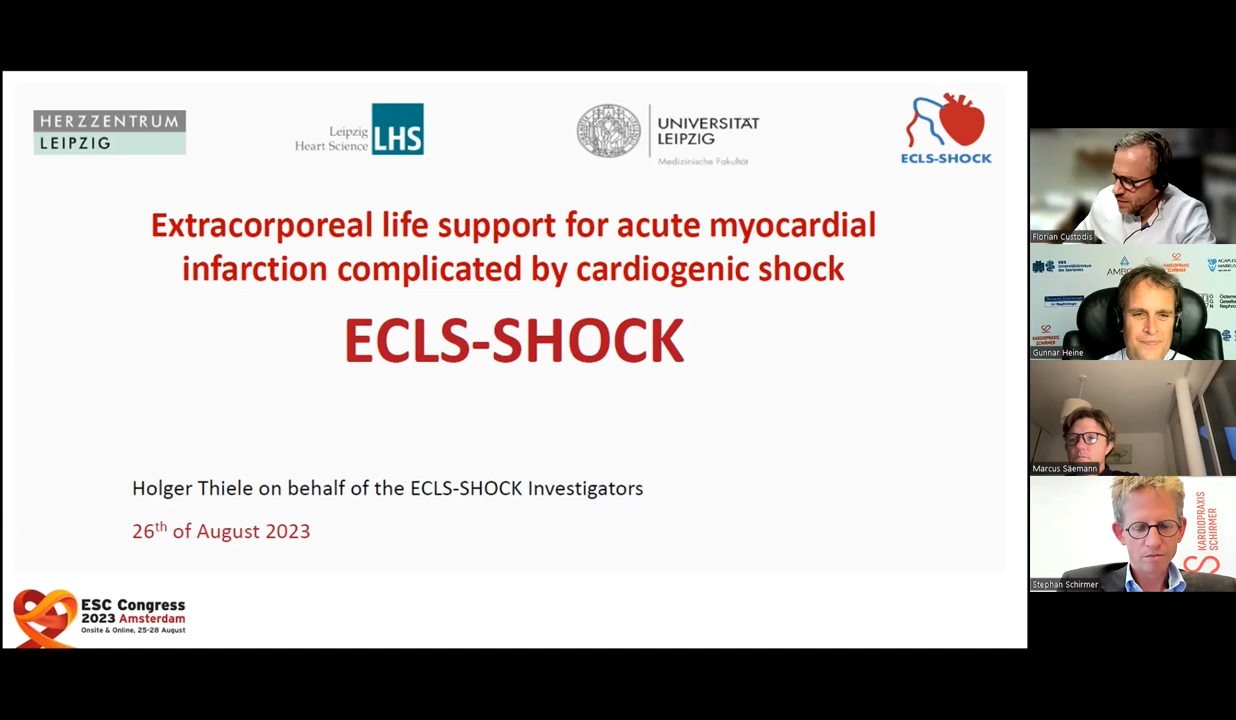 HERZZENTRUM
LEIPZIG
Leipzig
Heart Science
LHS
UNIVERSITÄT
LEIPZIG
Medizinische Fakultät
ECLS-SHOCK
Extracorporeal life support for acute myocardial
infarction complicated by cardiogenic shock
ECLS-SHOCK
Holger Thiele on behalf of the ECLS-SHOCK Investigators
26th of August 2023
ESC Congress
2023 Amsterdam
Onsite & Online, 25-28 August
Florian Custodis
Gunnar Heine
Marcus Säemann
Stephan Schirmer
KARDIOPRAXIS
SCHIRMER